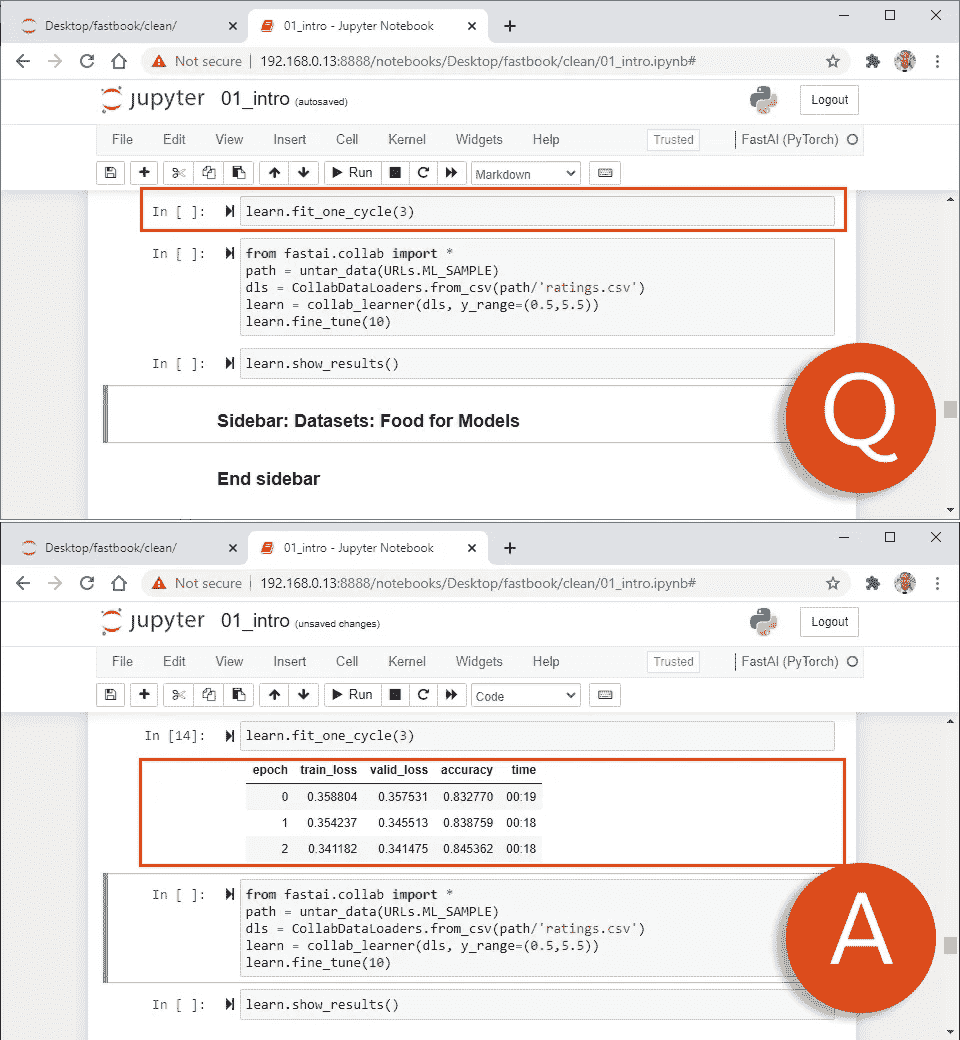 Desktop/fastbook/clean/ 01_intro - Jupyter Notebook
Not secure | 192.168.0.13:8888/notebooks/Desktop/fastbook/clean/01_intro.ipynb#
jupyter 01_intro (autosaved) Logout
File Edit View Insert Cell Kernel Widgets Help Trusted FastAI (PyTorch)
Run Markdown
In [ ]: learn.fit_one_cycle(3)
In [ ]: from fastai.collab import *
path = untar_data(URLs.ML_SAMPLE)
dls = CollabDataLoaders.from_csv(path/'ratings.csv')
learn = collab_learner(dls, y_range=(0.5,5.5))
learn.fine_tune(10)
In [ ]: learn.show_results()
Sidebar: Datasets: Food for Models
Q
End sidebar
Desktop/fastbook/clean/ 01_intro - Jupyter Notebook
Not secure | 192.168.0.13:8888/notebooks/Desktop/fastbook/clean/01_intro.ipynb#
jupyter 01_intro (unsaved changes) Logout
File Edit View Insert Cell Kernel Widgets Help Trusted FastAI (PyTorch)
Run Code
In [14]: learn.fit_one_cycle(3)
epoch train_loss valid_loss accuracy time
0 0.358804 0.357531 0.832770 00:19
1 0.354237 0.345513 0.838759 00:18
2 0.341182 0.341475 0.845362 00:18
In [ ]: from fastai.collab import *
path = untar_data(URLs.ML_SAMPLE)
dls = CollabDataLoaders.from_csv(path/'ratings.csv')
learn = collab_learner(dls, y_range=(0.5,5.5))
learn.fine_tune(10)
A
In [ ]: learn.show_results()